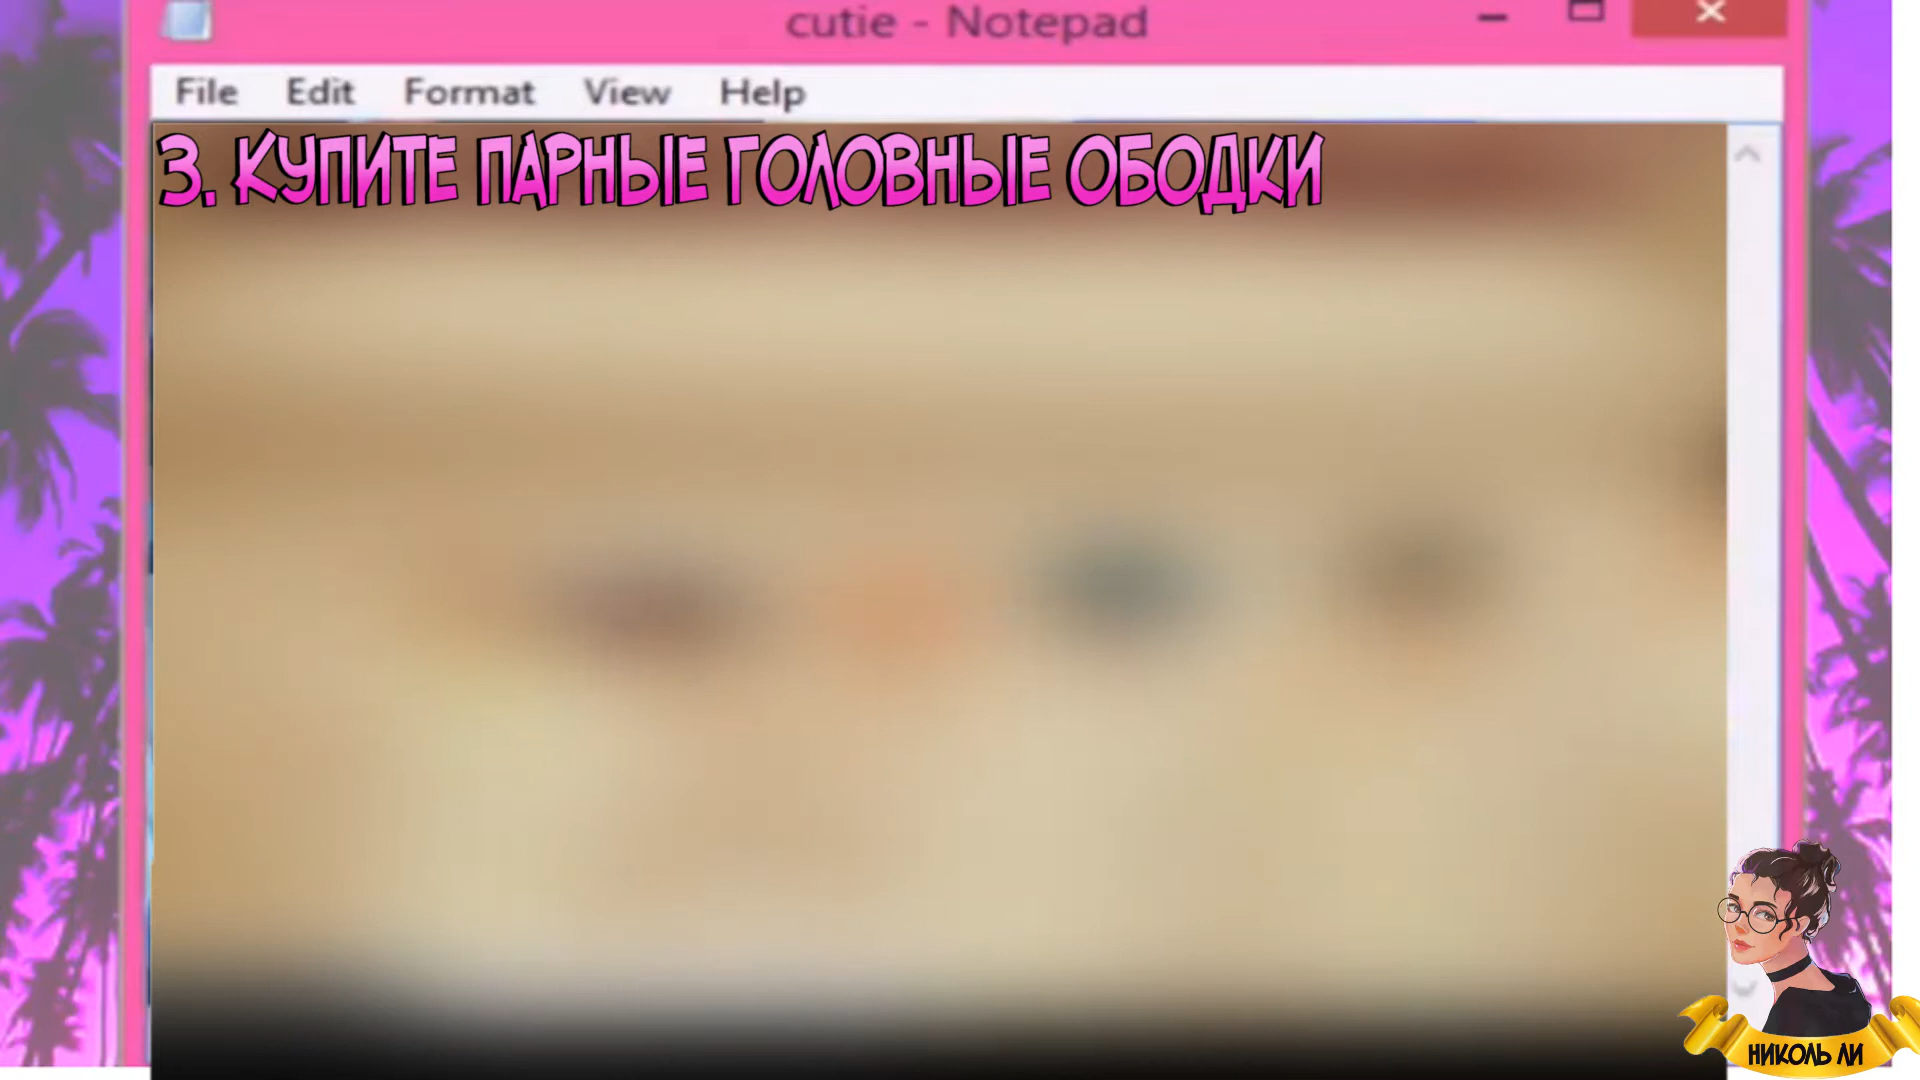 cutie - Notepad
File Edit Format View Help
3. КУПИТЕ ПАРНЫЕ ГОЛОВНЫЕ ОБОДКИ
НИКОЛЬ ЛИ